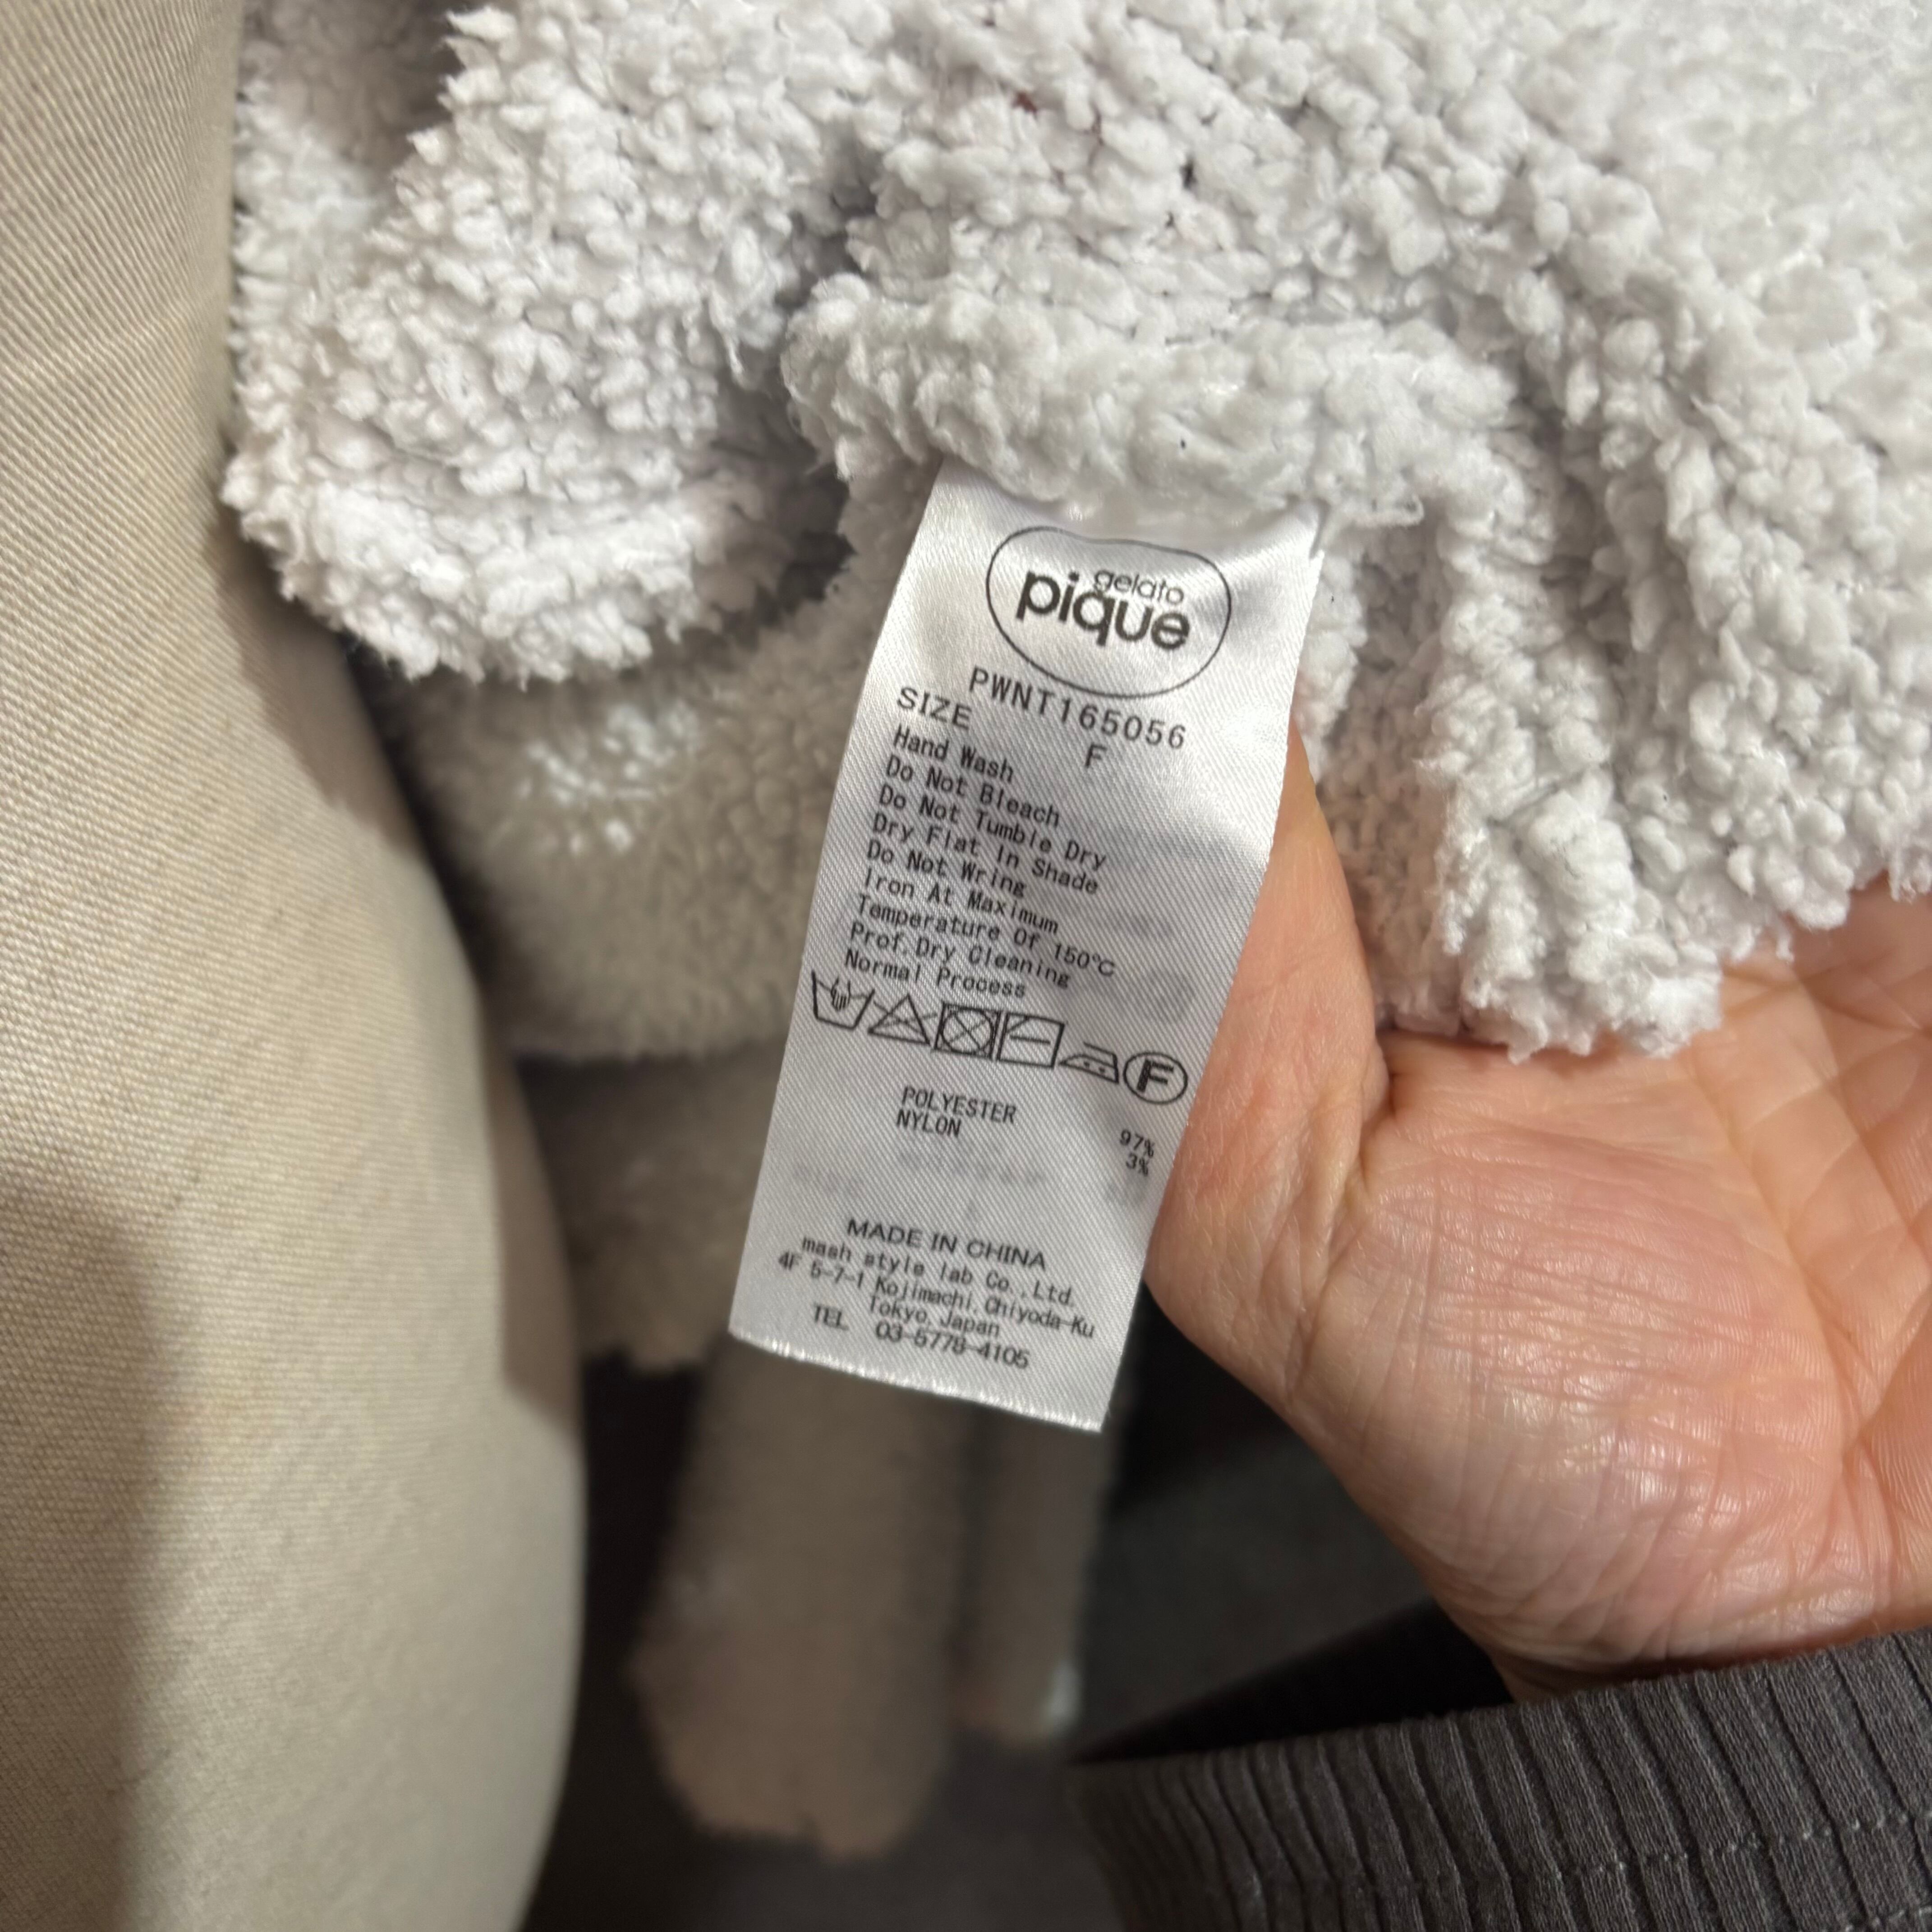 gelato
pique
PWNT165056
SIZE F
Hand Wash
Do Not Bleach
Do Not Tumble Dry
Dry Flat In Shade
Do Not Wring
Iron At Maximum
Temperature Of 150℃
Prof.Dry Cleaning
Normal Process
F
POLYESTER 97%
NYLON 3%
MADE IN CHINA
mash style lab Co.,Ltd.
4F 5-7-1 Kojimachi,Chiyoda-Ku
Tokyo,Japan
TEL 03-5778-4105